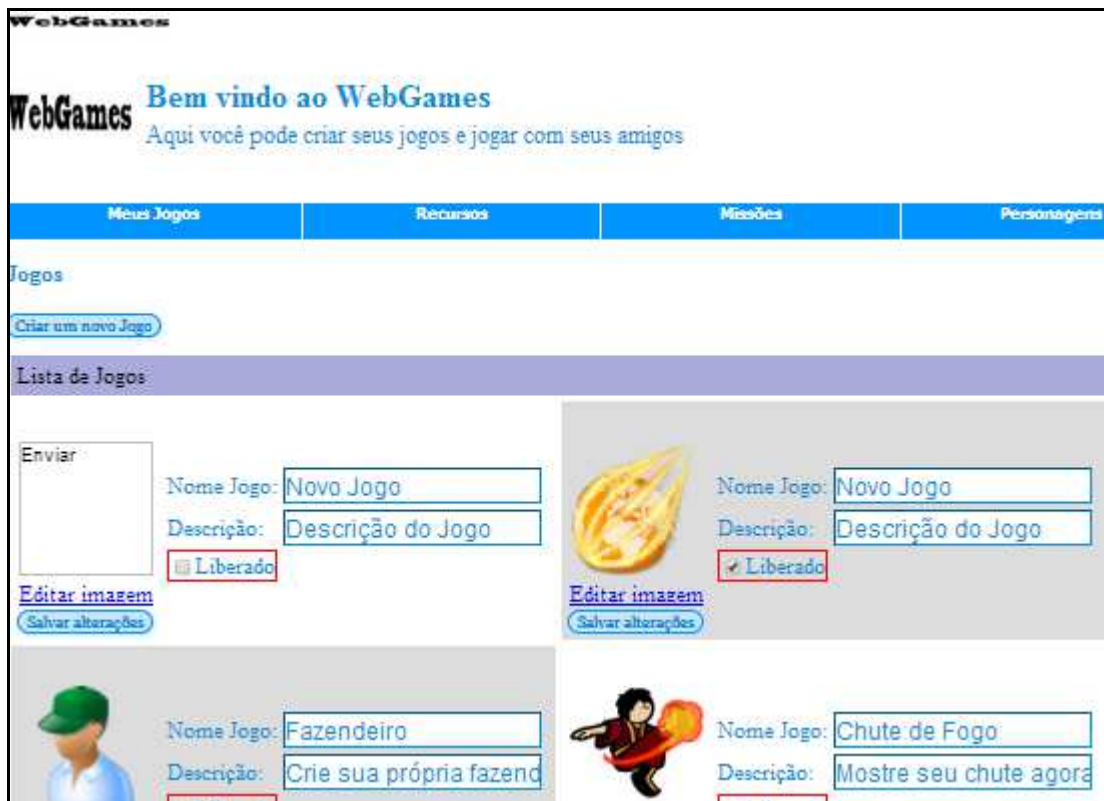 WebGames
WebGames
Bem vindo ao WebGames
Aqui você pode criar seus jogos e jogar com seus amigos
Meus Jogos Recursos Missões Personagens
Jogos
Criar um novo Jogo
Lista de Jogos
Enviar
Nome Jogo: Novo Jogo
Descrição: Descrição do Jogo
Liberado
Editar imagem
Salvar alterações
Nome Jogo: Novo Jogo
Descrição: Descrição do Jogo
Liberado
Editar imagem
Salvar alterações
Nome Jogo: Fazendeiro
Descrição: Crie sua própria fazend
Nome Jogo: Chute de Fogo
Descrição: Mostre seu chute agora